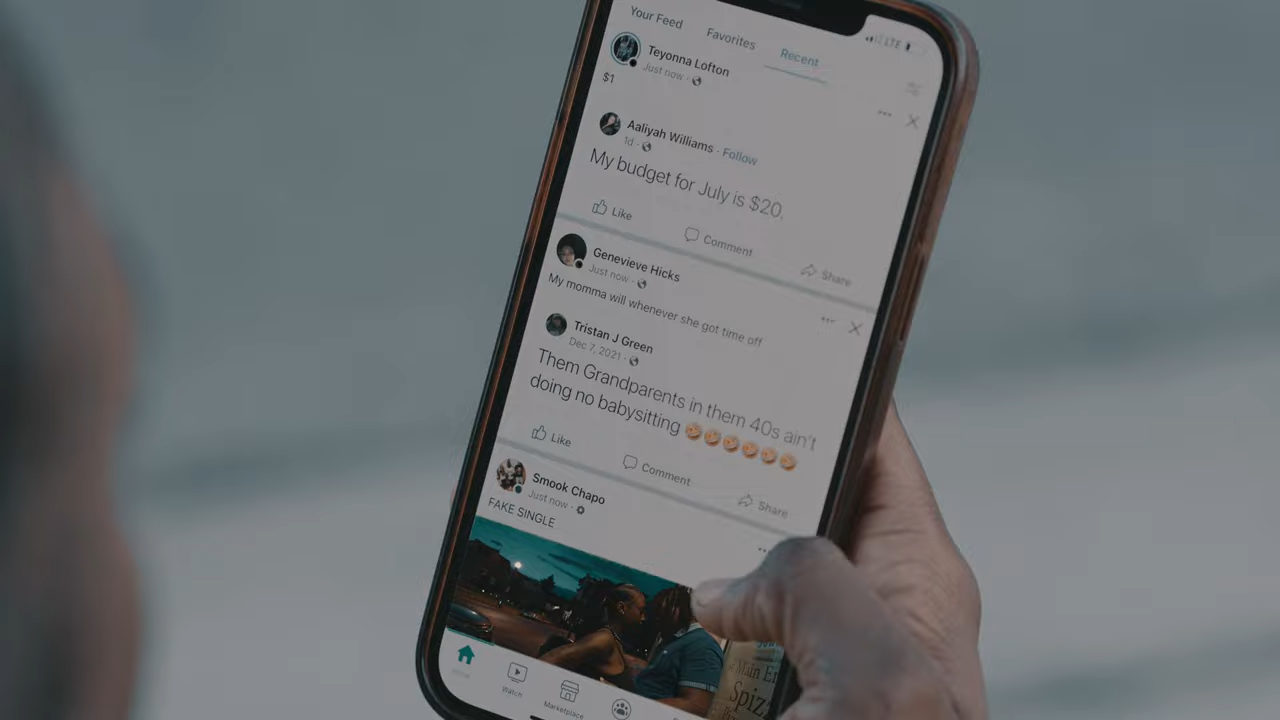 Your Feed
Favorites
Recent
LTE
Teyonna Lofton
Just now
$1
Aaliyah Williams · Follow
1d
My budget for July is $20.
Like
Comment
Share
Genevieve Hicks
Just now
My momma will whenever she got time off
Tristan J Green
Dec 7, 2021
Them Grandparents in them 40s ain't
doing no babysitting
Like
Comment
Share
Smook Chapo
Just now
FAKE SINGLE
Main
Home
Watch
Marketplace